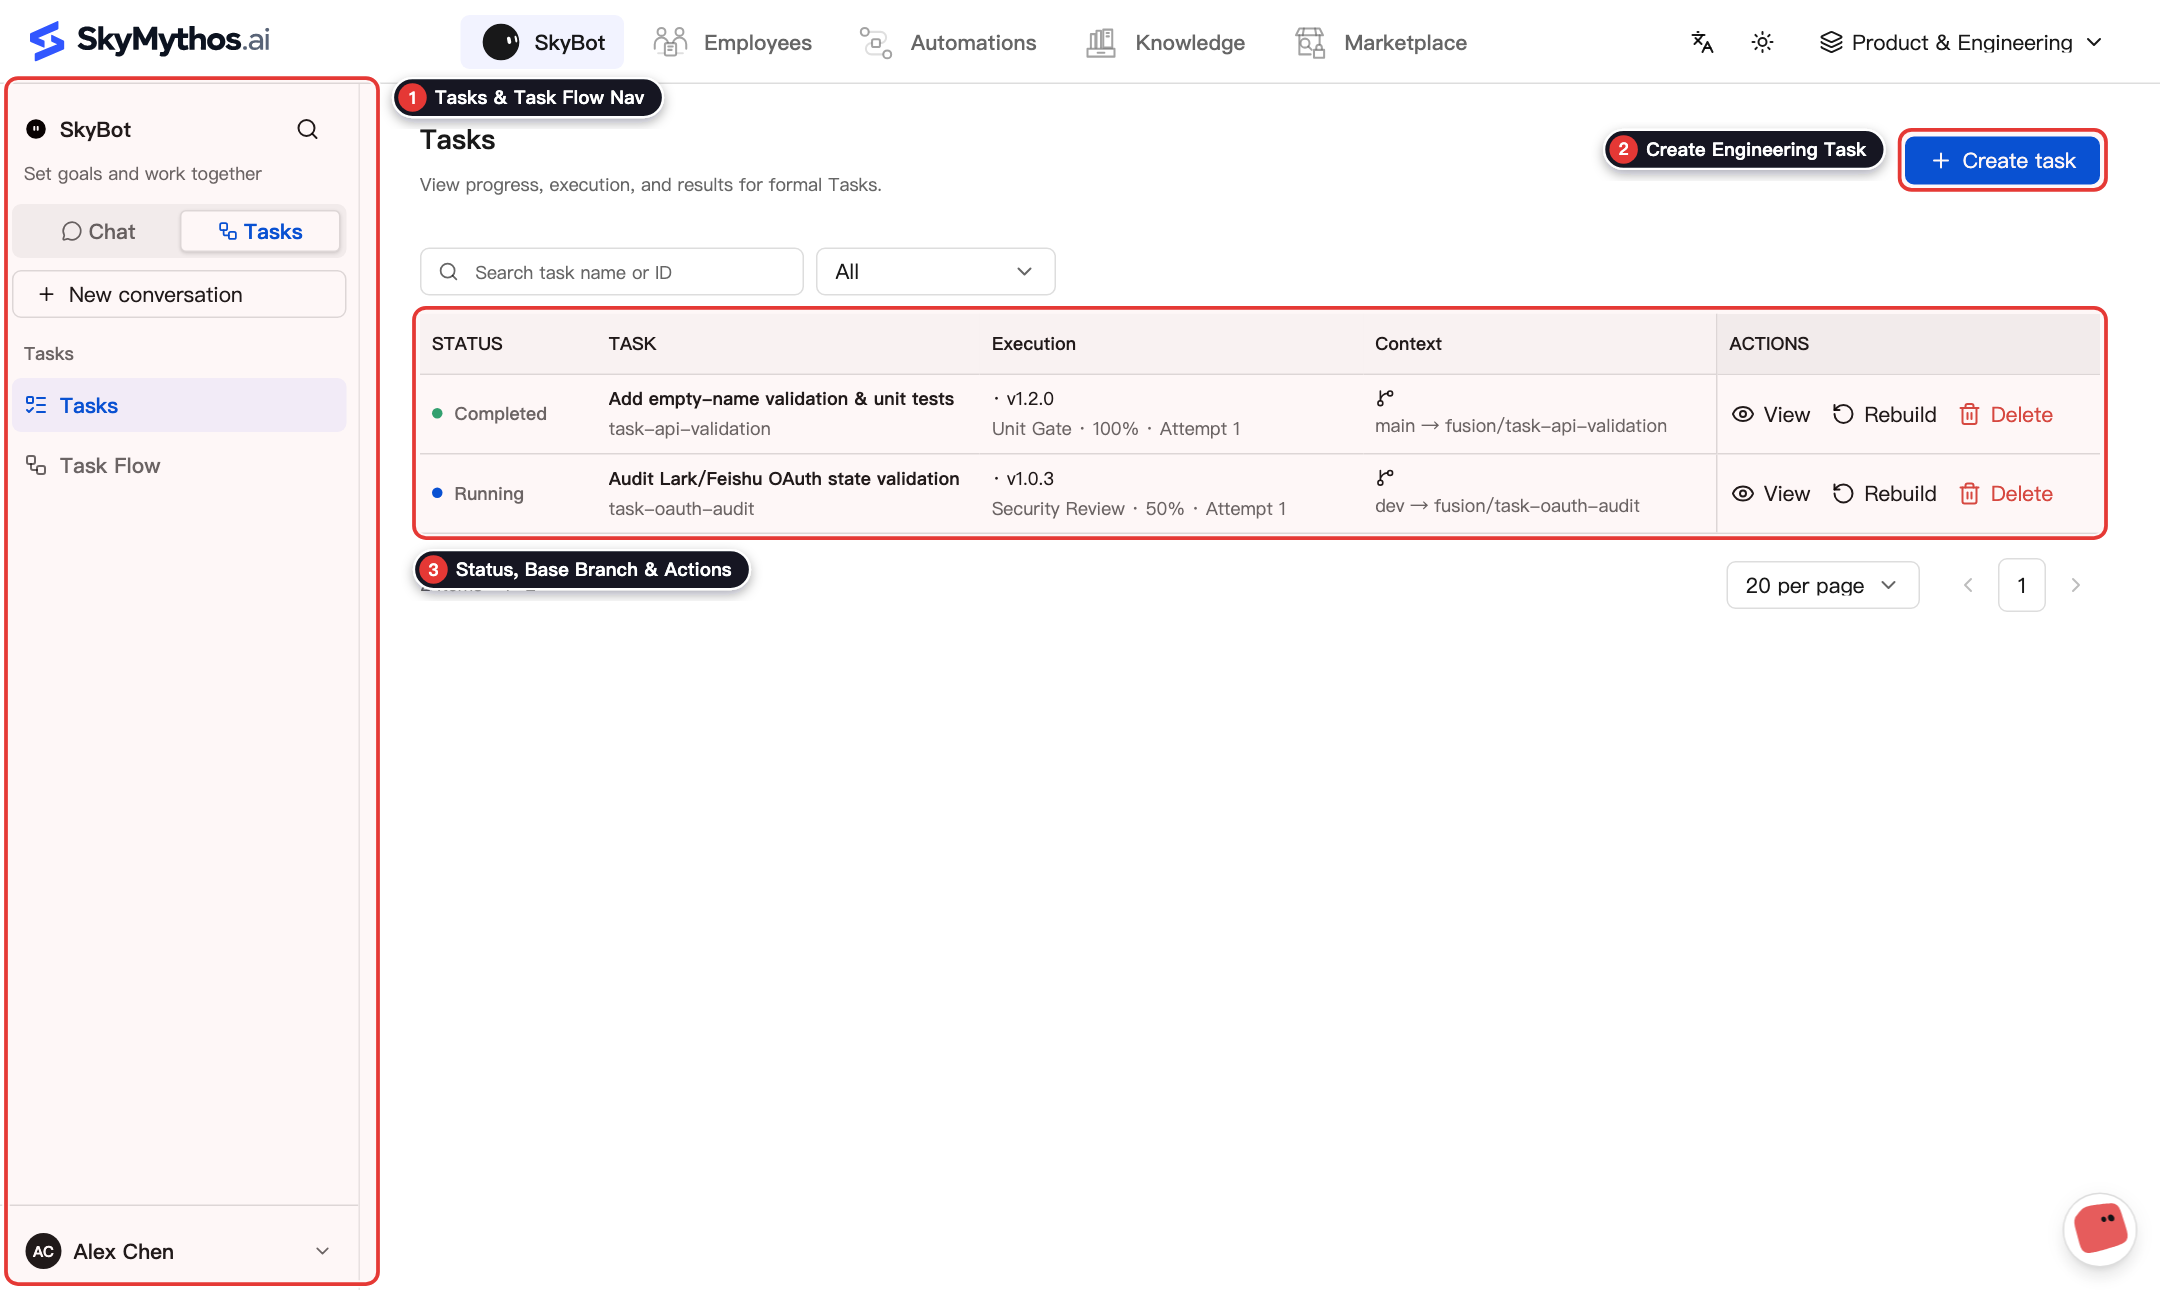 SkyMythos.ai
SkyBot
Employees
Automations
Knowledge
Marketplace
Product & Engineering
1 Tasks & Task Flow Nav
SkyBot
Set goals and work together
Chat
Tasks
+ New conversation
Tasks
Tasks
Task Flow
AC Alex Chen
Tasks
View progress, execution, and results for formal Tasks.
2 Create Engineering Task
+ Create task
Search task name or ID
All
STATUS TASK Execution Context ACTIONS
Completed
Add empty-name validation & unit tests
task-api-validation
· v1.2.0
Unit Gate · 100% · Attempt 1
main → fusion/task-api-validation
View Rebuild Delete
Running
Audit Lark/Feishu OAuth state validation
task-oauth-audit
· v1.0.3
Security Review · 50% · Attempt 1
dev → fusion/task-oauth-audit
View Rebuild Delete
3 Status, Base Branch & Actions
20 per page
1